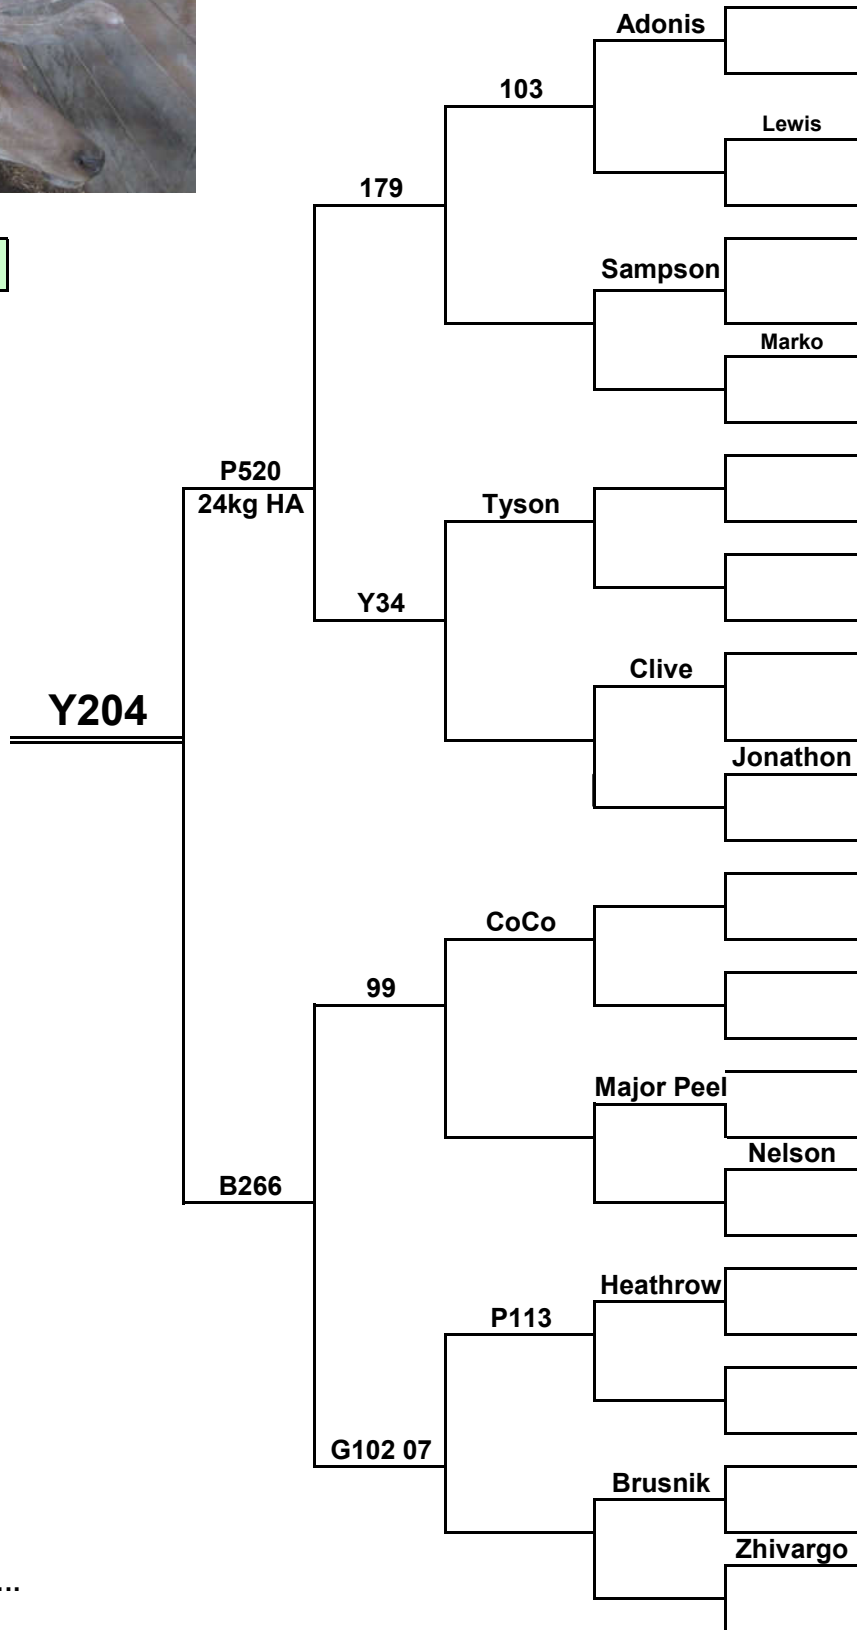 Adonis
103
Lewis
179
Sampson
Marko
P520
24kg HA
Tyson
Y34
Clive
Y204
Jonathon
CoCo
99
Major Peel
Nelson
B266
Heathrow
P113
G102 07
Brusnik
Zhivargo
...